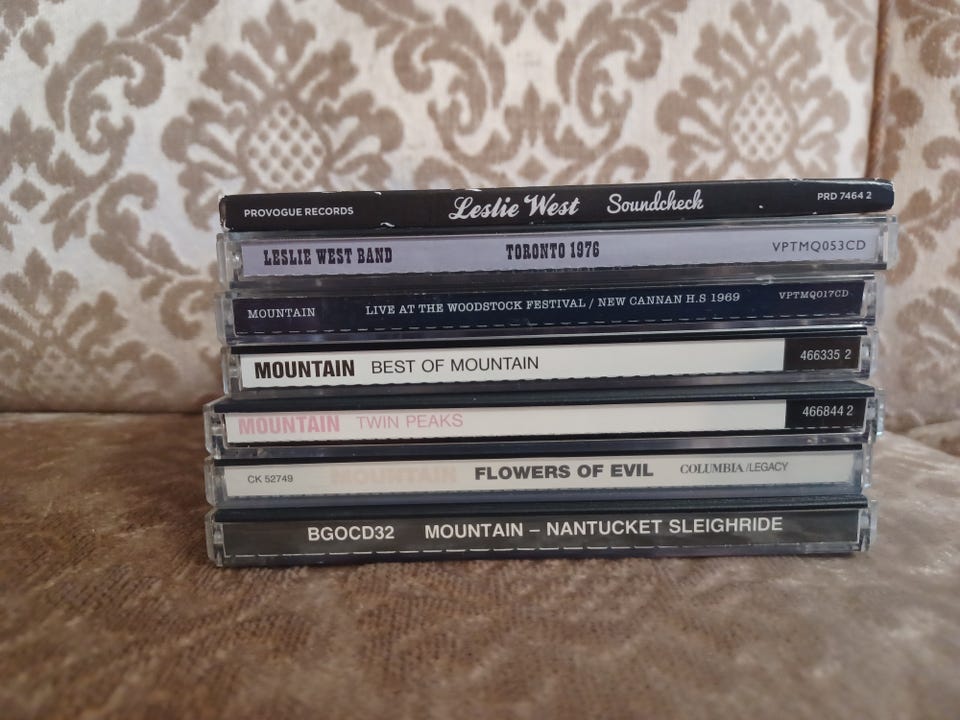 PROVOGUE RECORDS Leslie West Soundcheck PRD 7464 2
LESLIE WEST BAND TORONTO 1976 VPTMQ053CD
MOUNTAIN LIVE AT THE WOODSTOCK FESTIVAL / NEW CANNAN H.S 1969 VPTMQ017CD
MOUNTAIN BEST OF MOUNTAIN 466335 2
MOUNTAIN TWIN PEAKS 466844 2
CK 52749 MOUNTAIN FLOWERS OF EVIL COLUMBIA/LEGACY
BGOCD32 MOUNTAIN – NANTUCKET SLEIGHRIDE